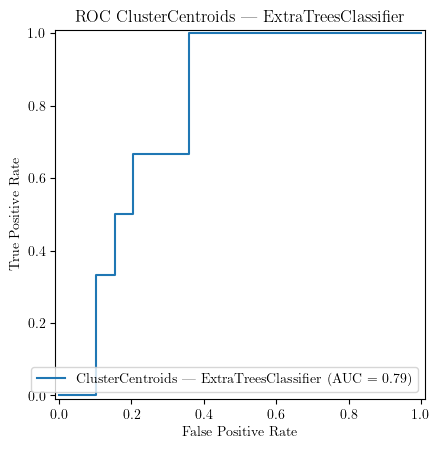 ROC ClusterCentroids — ExtraTreesClassifier
1.0
0.8
0.6
0.4
0.2
0.0
True Positive Rate
ClusterCentroids — ExtraTreesClassifier (AUC = 0.79)
0.0 0.2 0.4 0.6 0.8 1.0
False Positive Rate